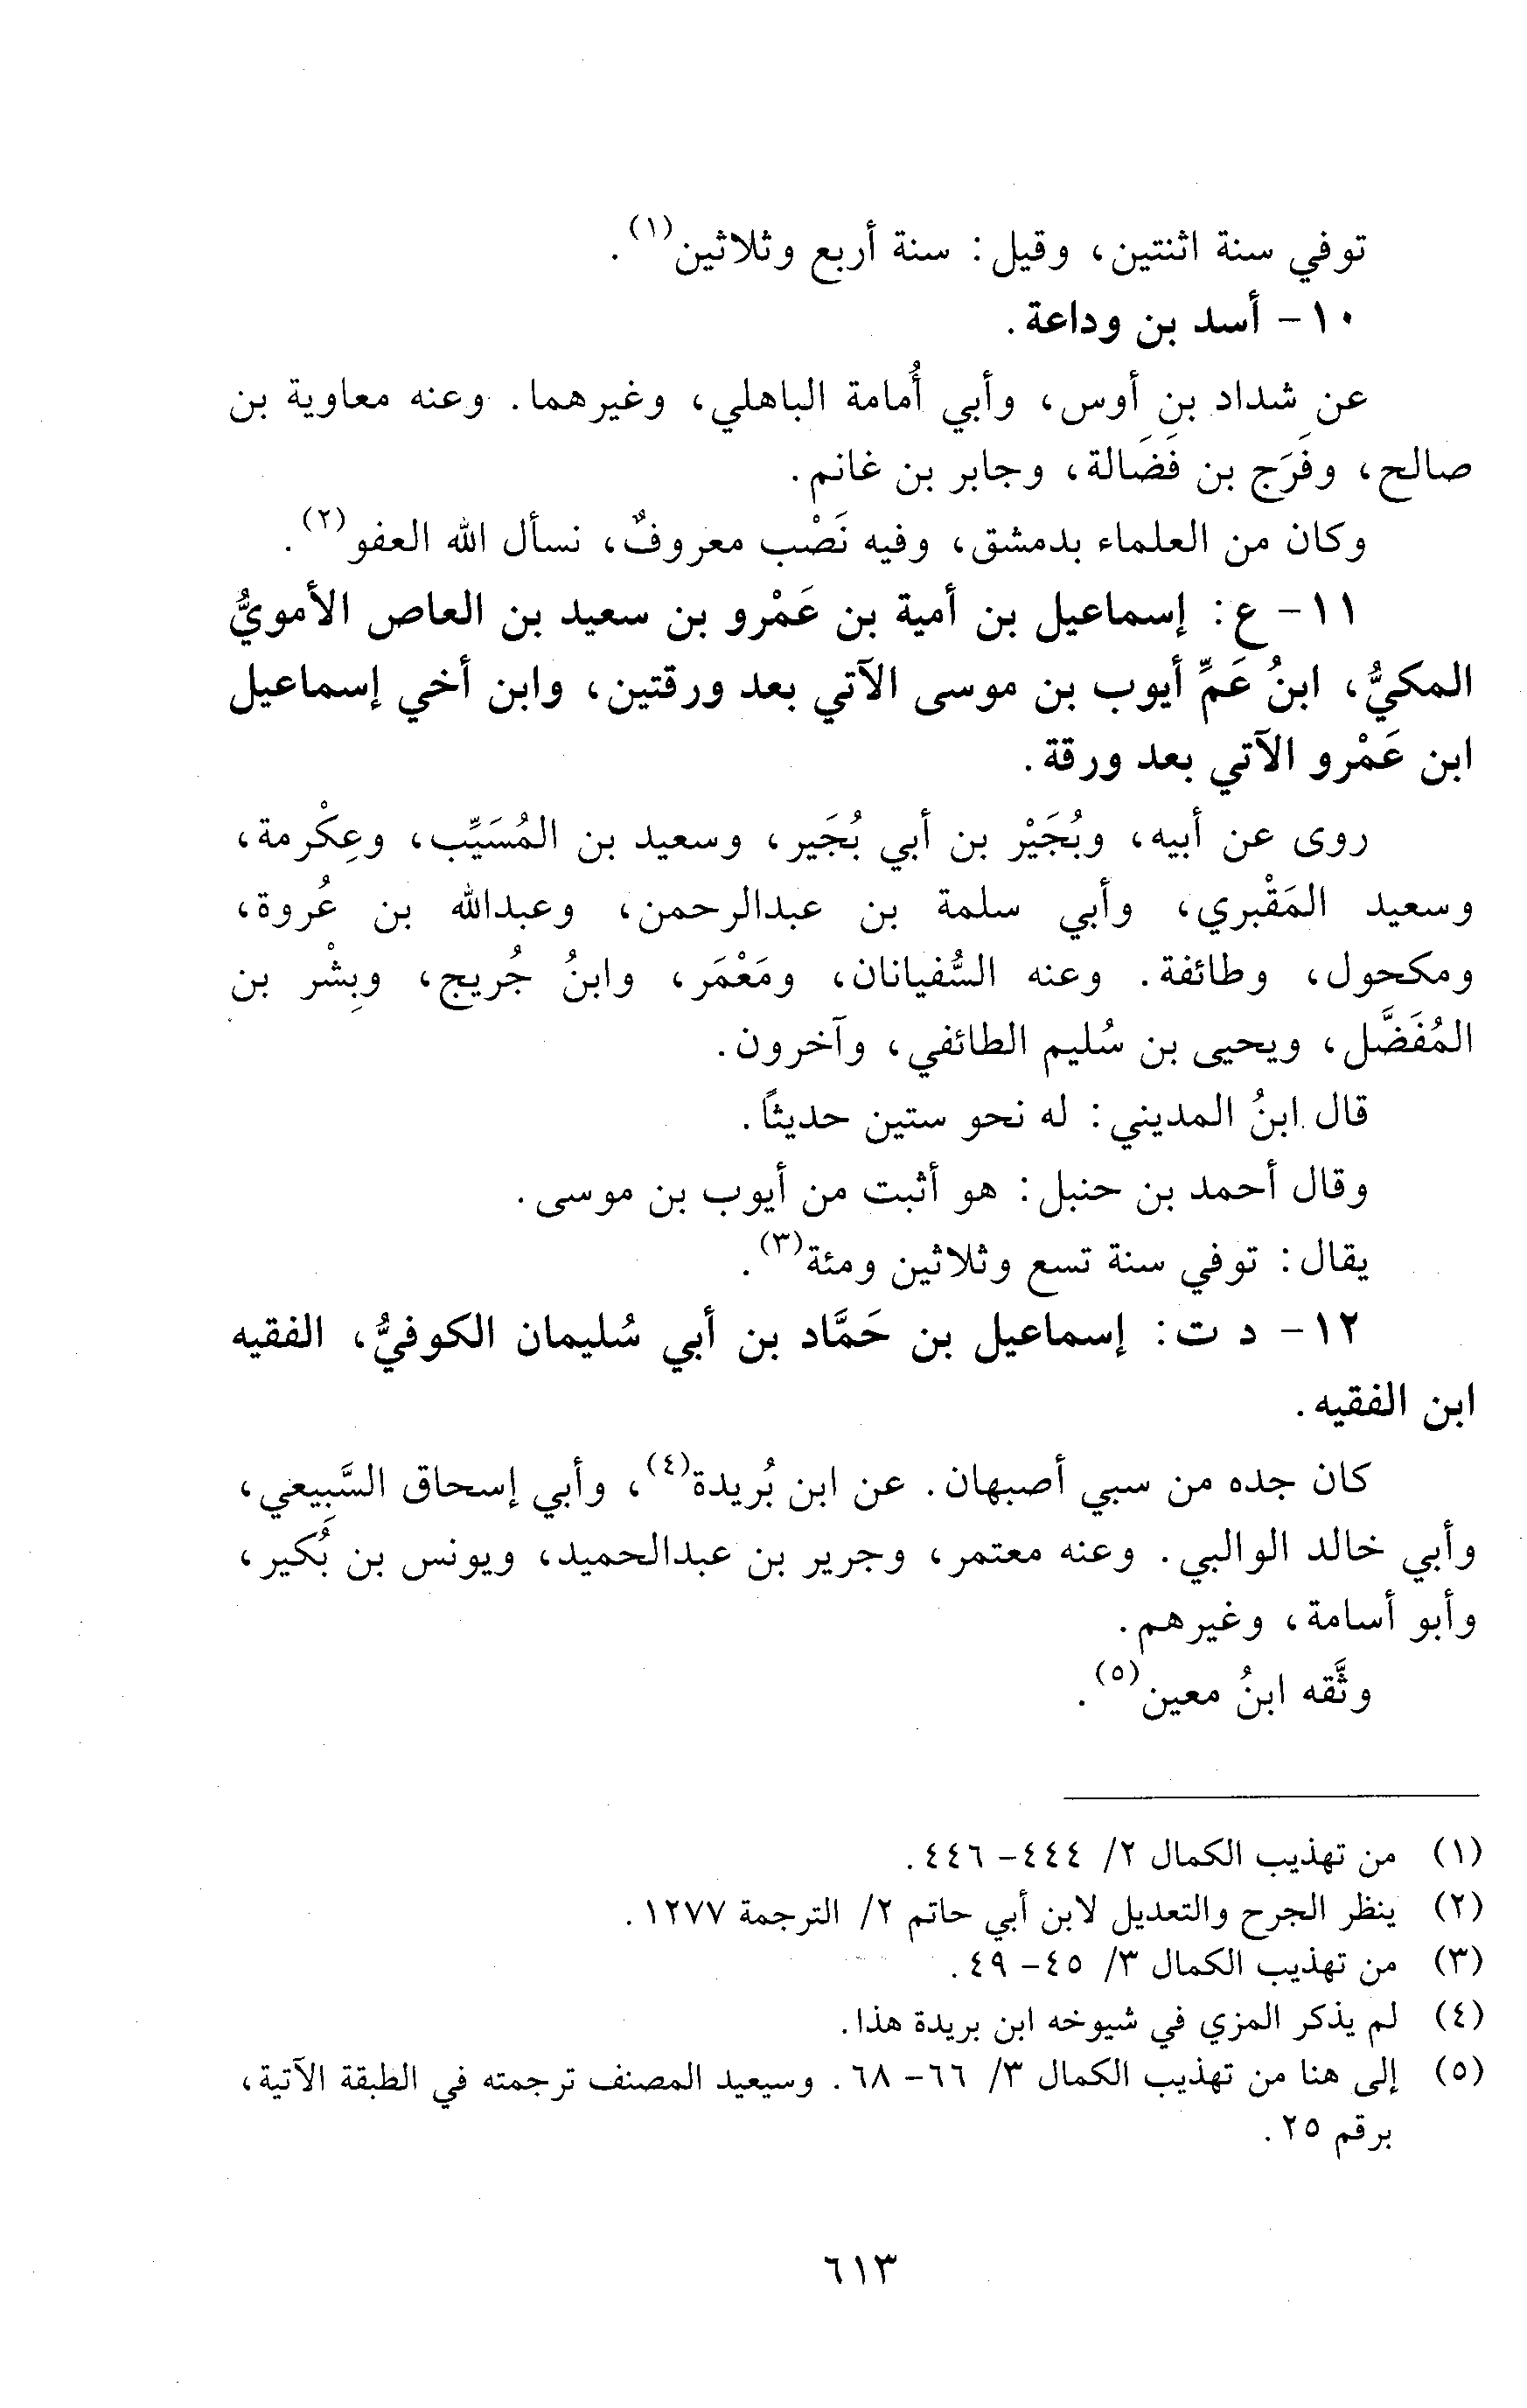 توفي سنة اثنتين، وقيل: سنة أربع وثلاثين(١).
١٠- أسد بن وداعة.
عن شداد بن أوس، وأبي أُمامة الباهلي، وغيرهما. وعنه معاوية بن
صالح، وفَرَج بن فَضَالة، وجابر بن غانم.
وكان من العلماء بدمشق، وفيه نَصْب معروفٌ، نسأل الله العفو(٢).
١١- ع: إسماعيل بن أمية بن عَمْرو بن سعيد بن العاص الأمويُّ
المكيُّ، ابنُ عَمِّ أيوب بن موسى الآتي بعد ورقتين، وابن أخي إسماعيل
ابن عَمْرو الآتي بعد ورقة.
روى عن أبيه، وبُجَيْر بن أبي بُجَير، وسعيد بن المُسَيِّب، وعِكْرمة،
وسعيد المَقْبري، وأبي سلمة بن عبدالرحمن، وعبدالله بن عُروة،
ومكحول، وطائفة. وعنه السُّفيانان، ومَعْمَر، وابنُ جُريج، وبِشْر بن
المُفَضَّل، ويحيى بن سُليم الطائفي، وآخرون.
قال ابنُ المديني: له نحو ستين حديثاً.
وقال أحمد بن حنبل: هو أثبت من أيوب بن موسى.
يقال: توفي سنة تسع وثلاثين ومئة(٣).
١٢- د ت: إسماعيل بن حَمَّاد بن أبي سُليمان الكوفيُّ، الفقيه
ابن الفقيه.
كان جده من سبي أصبهان. عن ابن بُريدة(٤)، وأبي إسحاق السَّبِيعي،
وأبي خالد الوالبي. وعنه معتمر، وجرير بن عبدالحميد، ويونس بن بُكير،
وأبو أسامة، وغيرهم.
وثَّقه ابنُ معين(٥).
(١) من تهذيب الكمال ٢/ ٤٤٤- ٤٤٦.
(٢) ينظر الجرح والتعديل لابن أبي حاتم ٢/ الترجمة ١٢٧٧.
(٣) من تهذيب الكمال ٣/ ٤٥- ٤٩.
(٤) لم يذكر المزي في شيوخه ابن بريدة هذا.
(٥) إلى هنا من تهذيب الكمال ٣/ ٦٦- ٦٨. وسيعيد المصنف ترجمته في الطبقة الآتية،
برقم ٢٥.
٦١٣